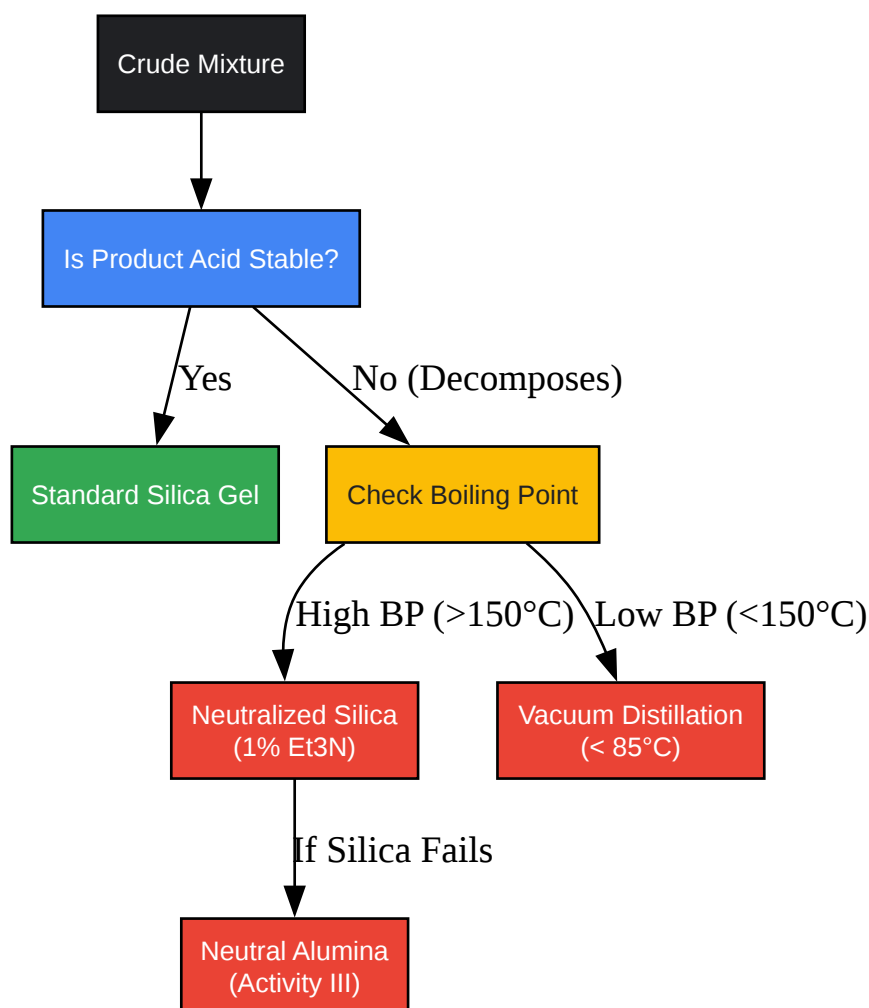 Crude Mixture
Is Product Acid Stable?
Yes
No (Decomposes)
Standard Silica Gel
Check Boiling Point
High BP (>150°C)
Low BP (<150°C)
Neutralized Silica
(1% Et3N)
Vacuum Distillation
(< 85°C)
If Silica Fails
Neutral Alumina
(Activity III)